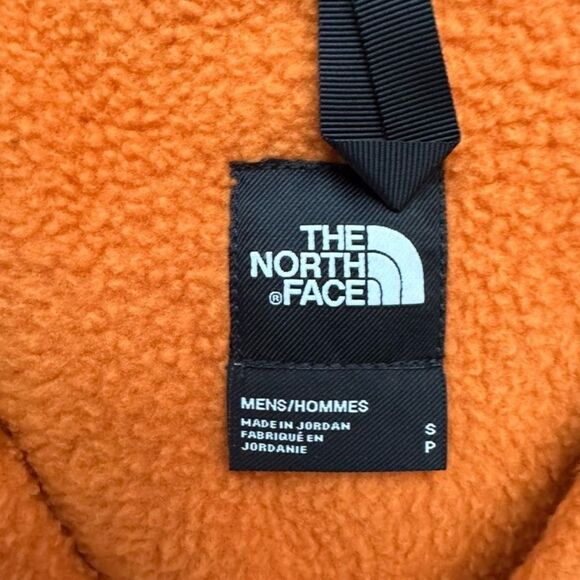 THE
NORTH
®FACE
MENS/HOMMES
MADE IN JORDAN
FABRIQUÉ EN
JORDANIE
S
P